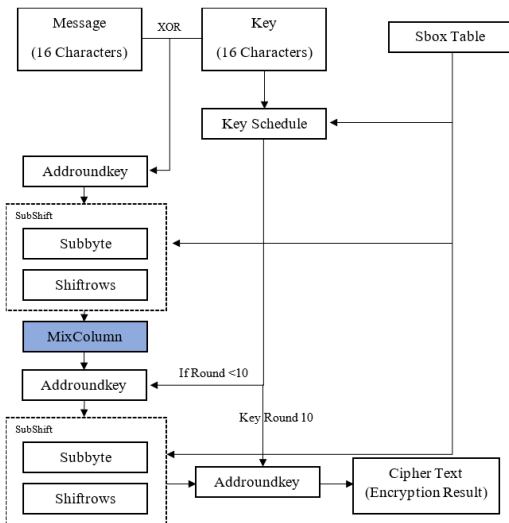 Message
(16 Characters)
XOR
Key
(16 Characters)
Sbox Table
Key Schedule
Addroundkey
SubShift
Subbyte
Shiftrows
MixColumn
If Round <10
Addroundkey
Key Round 10
SubShift
Subbyte
Shiftrows
Addroundkey
Cipher Text
(Encryption Result)